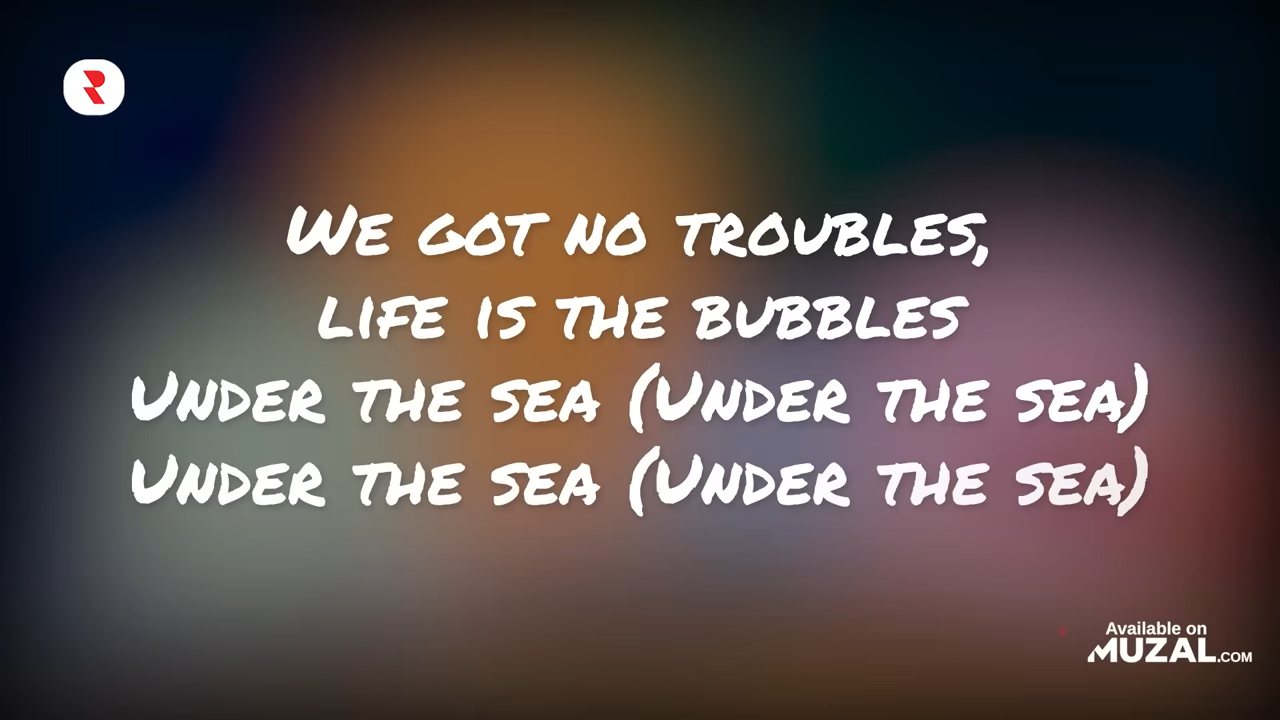 We got no troubles,
life is the bubbles
Under the sea (Under the sea)
Under the sea (Under the sea)
Available on
MUZAL.COM